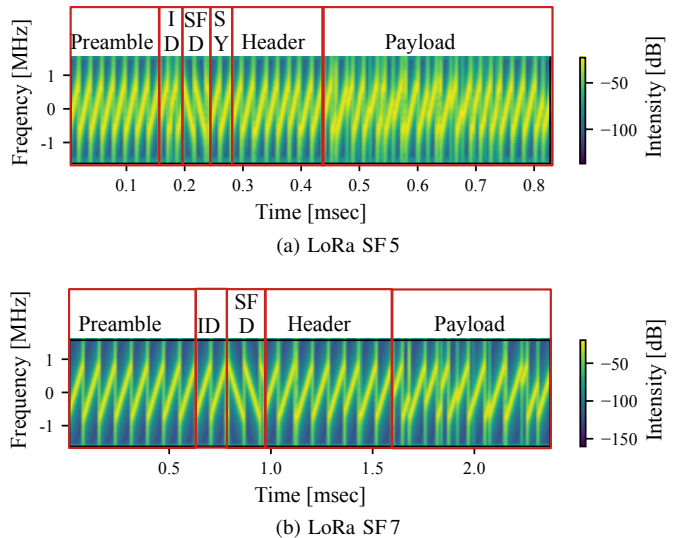 I SF S
Preamble D D Y Header Payload
Freqency [MHz]
1
0
-1
0.1 0.2 0.3 0.4 0.5 0.6 0.7 0.8
Time [msec]
−50
−100
Intensity [dB]
(a) LoRa SF 5
SF
Preamble ID D Header Payload
Frequency [MHz]
1
0
-1
0.5 1.0 1.5 2.0
Time [msec]
−50
−100
−150
Intensity [dB]
(b) LoRa SF 7